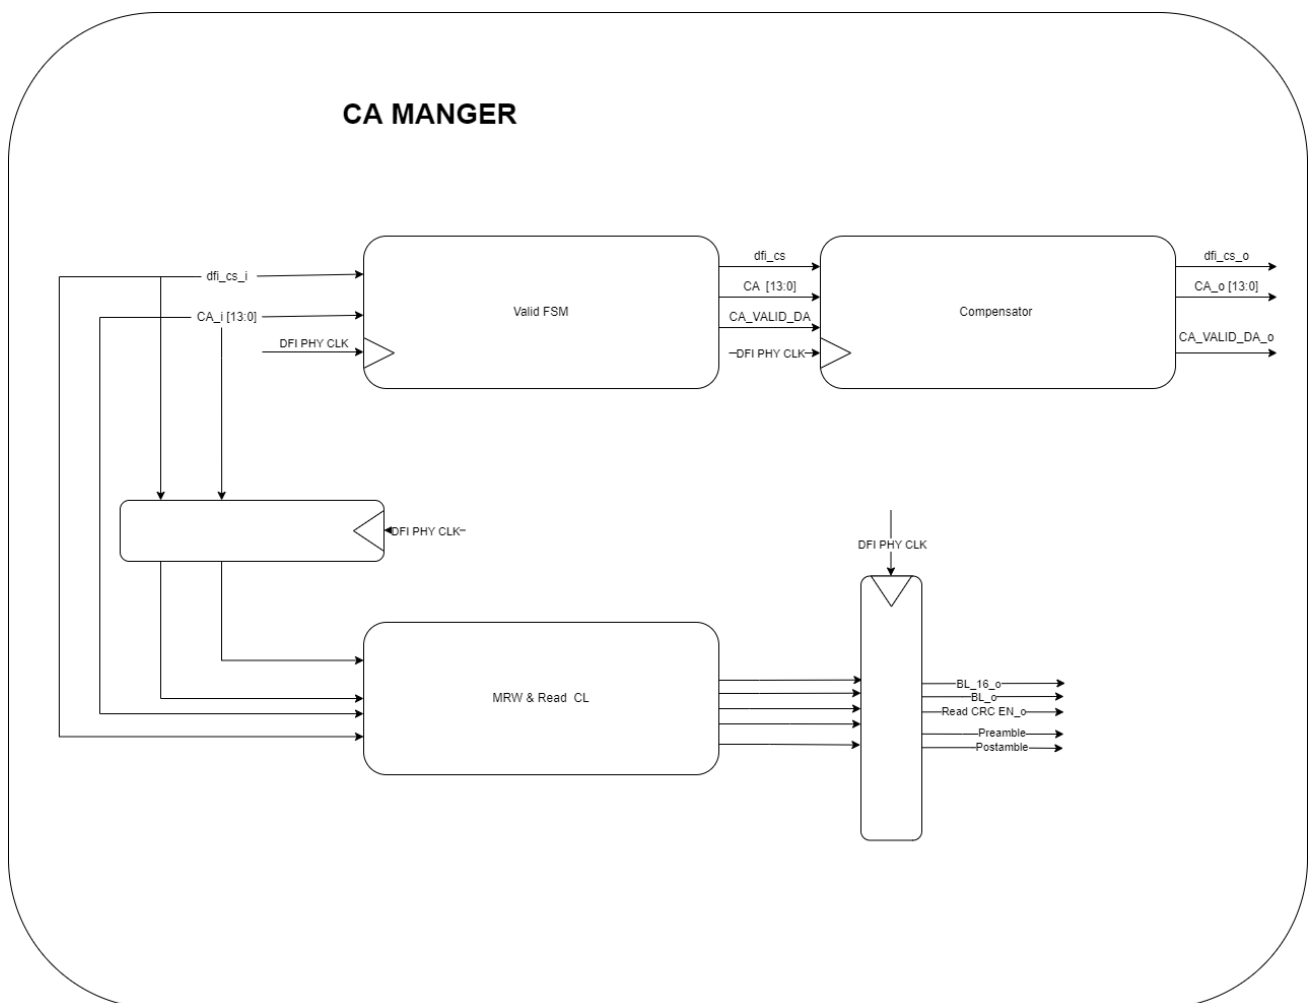 CA MANGER
dfi_cs_i
CA_i [13:0]
DFI PHY CLK
Valid FSM
dfi_cs
CA [13:0]
CA_VALID_DA
DFI PHY CLK
Compensator
dfi_cs_o
CA_o [13:0]
CA_VALID_DA_o
DFI PHY CLK
DFI PHY CLK
MRW & Read CL
BL_16_o
BL_o
Read CRC EN_o
Preamble
Postamble